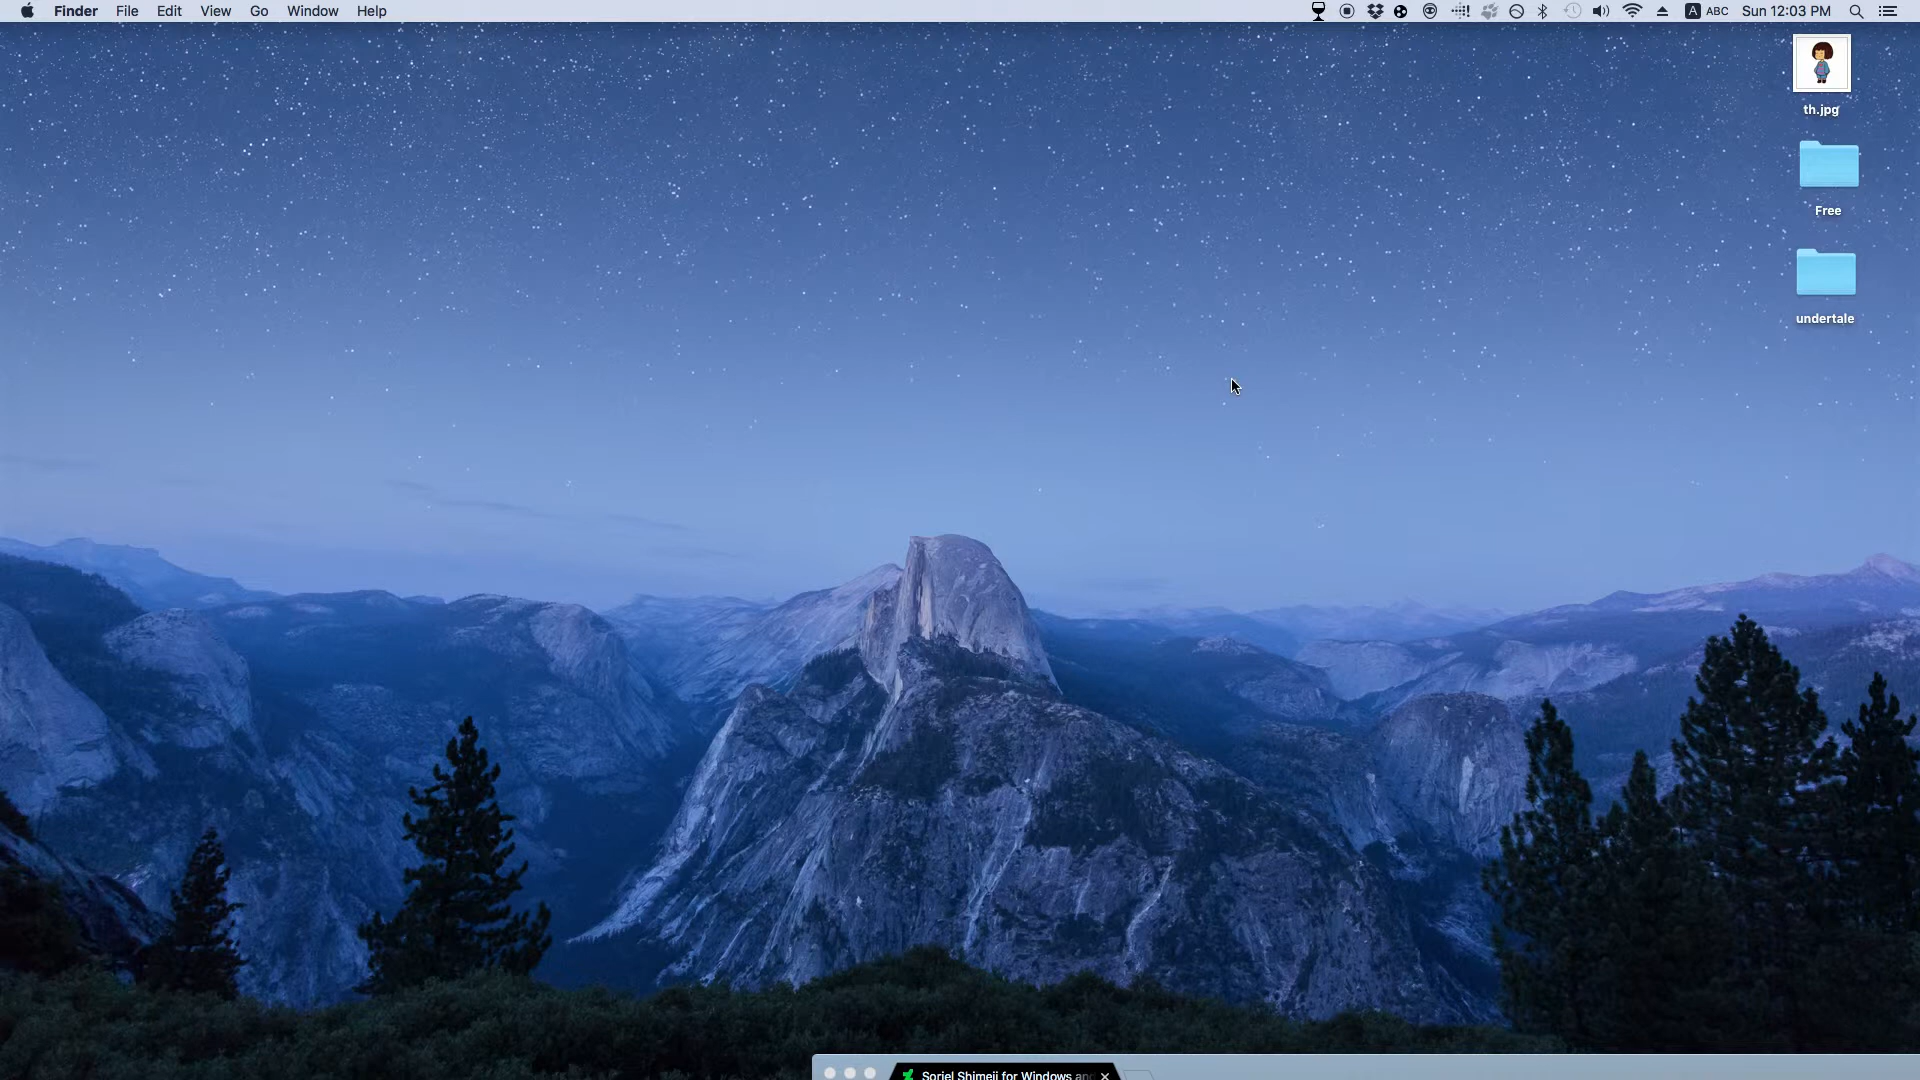 Finder File Edit View Go Window Help A ABC Sun 12:03 PM
th.jpg
Free
undertale
Soriel Shimeji for Windows an